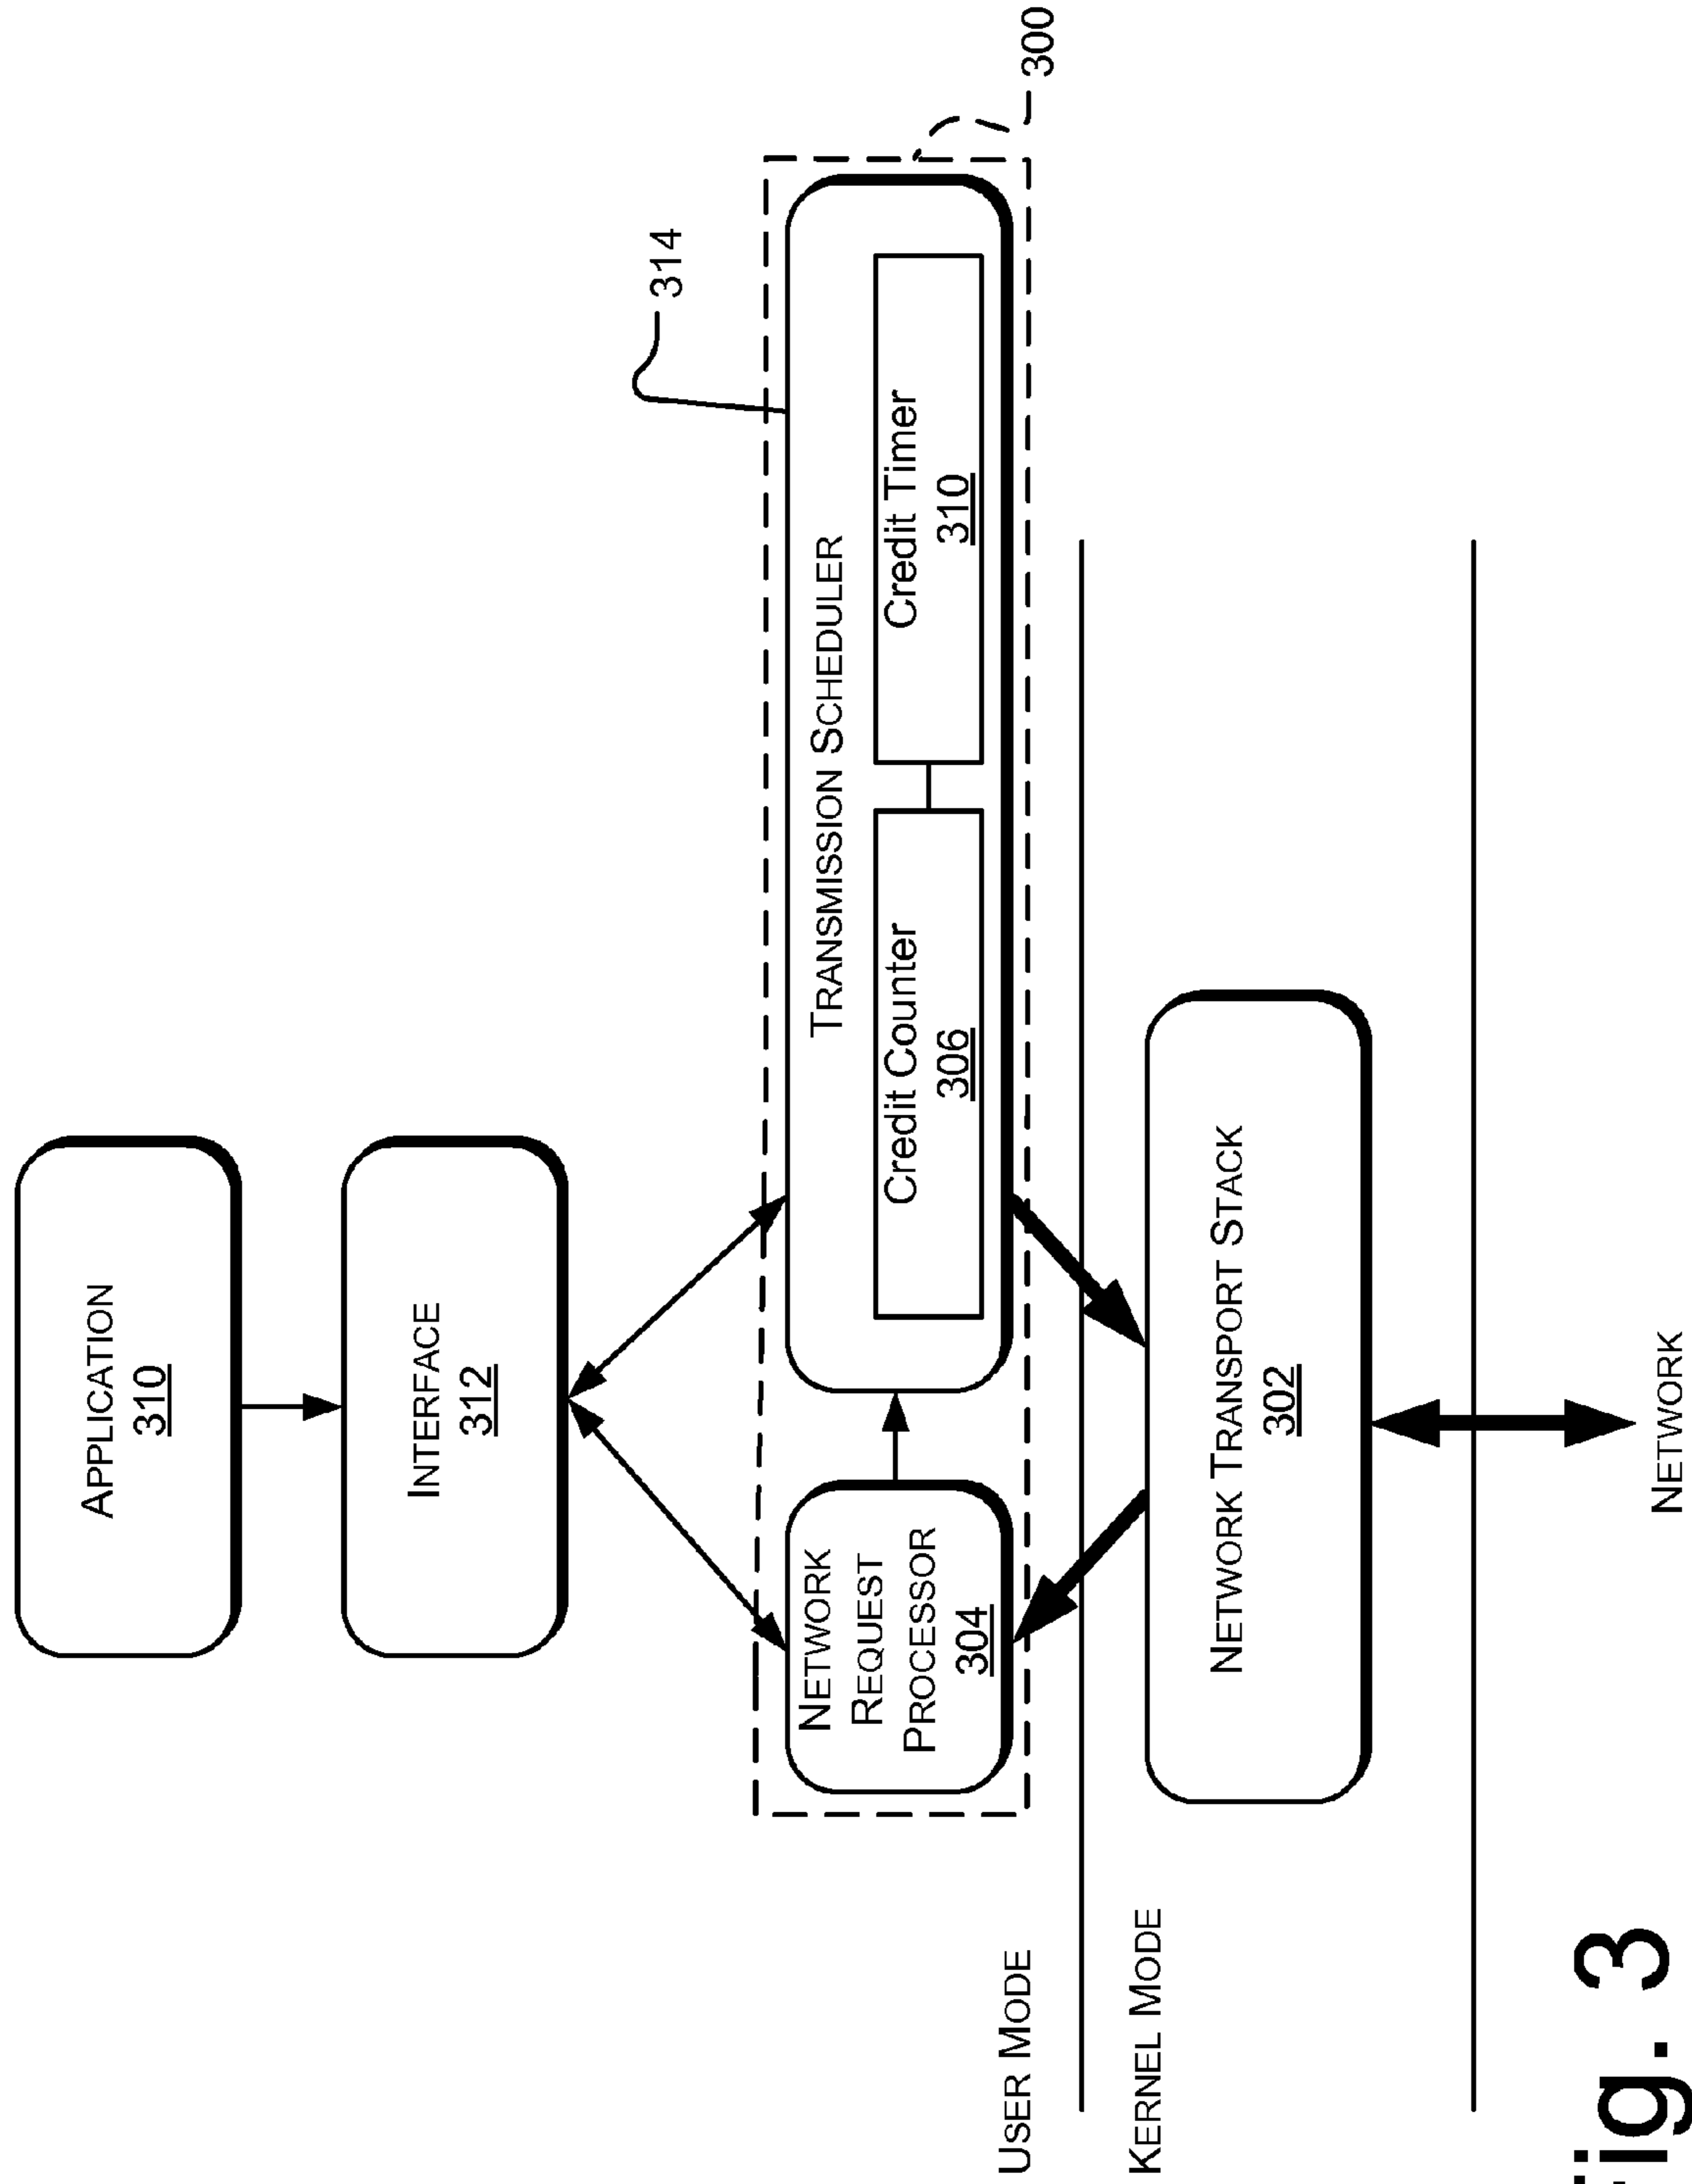 APPLICATION
310
INTERFACE
312
314
TRANSMISSION SCHEDULER
NETWORK
REQUEST
PROCESSOR
304
Credit Counter
306
Credit Timer
310
300
USER MODE
KERNEL MODE
NETWORK TRANSPORT STACK
302
NETWORK
ig. 3